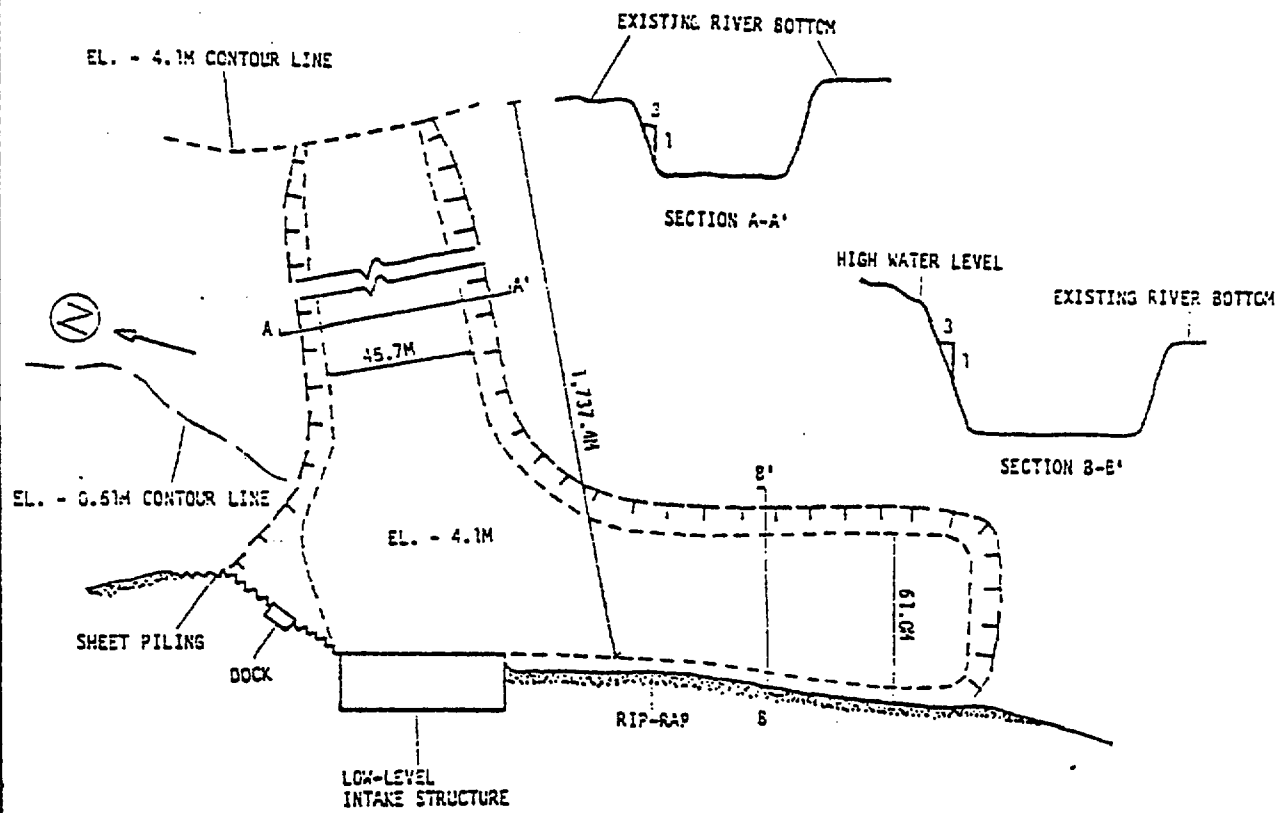 EXISTING RIVER BOTTOM
EL. - 4.1M CONTOUR LINE
3
1
SECTION A-A'
HIGH WATER LEVEL
EXISTING RIVER BOTTOM
3
1
SECTION B-B'
N
A
A'
45.7M
1,737.4M
EL. - 0.61M CONTOUR LINE
B'
EL. - 4.1M
61.0M
SHEET PILING
DOCK
RIP-RAP
B
LOW-LEVEL
INTAKE STRUCTURE